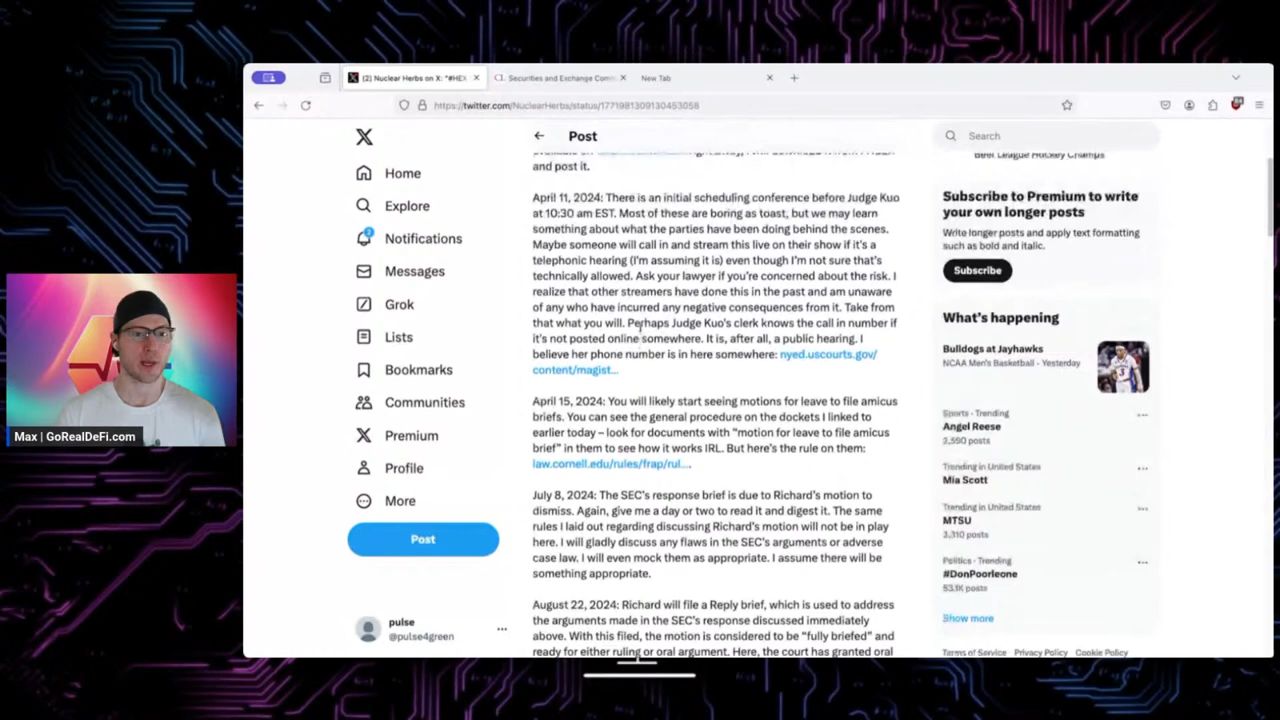 (2) Nuclear Herbs on X: "#HEX
Securities and Exchange Com
New Tab
https://twitter.com/NuclearHerbs/status/1771981309130453058
Home
Explore
2
Notifications
Messages
Grok
Lists
Bookmarks
Communities
Premium
Profile
More
Post
pulse
@pulse4green
Post
and post it.
April 11, 2024: There is an initial scheduling conference before Judge Kuo
at 10:30 am EST. Most of these are boring as toast, but we may learn
something about what the parties have been doing behind the scenes.
Maybe someone will call in and stream this live on their show if it's a
telephonic hearing (I'm assuming it is) even though I'm not sure that's
technically allowed. Ask your lawyer if you're concerned about the risk. I
realize that other streamers have done this in the past and am unaware
of any who have incurred any negative consequences from it. Take from
that what you will. Perhaps Judge Kuo's clerk knows the call in number if
it's not posted online somewhere. It is, after all, a public hearing. I
believe her phone number is in here somewhere: nyed.uscourts.gov/
content/magist...
April 15, 2024: You will likely start seeing motions for leave to file amicus
briefs. You can see the general procedure on the dockets I linked to
earlier today – look for documents with "motion for leave to file amicus
brief" in them to see how it works IRL. But here's the rule on them:
law.cornell.edu/rules/frap/rul....
July 8, 2024: The SEC's response brief is due to Richard's motion to
dismiss. Again, give me a day or two to read it and digest it. The same
rules I laid out regarding discussing Richard's motion will not be in play
here. I will gladly discuss any flaws in the SEC's arguments or adverse
case law. I will even mock them as appropriate. I assume there will be
something appropriate.
August 22, 2024: Richard will file a Reply brief, which is used to address
the arguments made in the SEC's response discussed immediately
above. With this filed, the motion is considered to be "fully briefed" and
ready for either ruling or oral argument. Here, the court has granted oral
Search
Beer League Hockey Champs
Subscribe to Premium to write
your own longer posts
Write longer posts and apply text formatting
such as bold and italic.
Subscribe
What's happening
Bulldogs at Jayhawks
NCAA Men's Basketball · Yesterday
Sports · Trending
Angel Reese
2,590 posts
Trending in United States
Mia Scott
Trending in United States
MTSU
3,310 posts
Politics · Trending
#DonPoorleone
53.1K posts
Show more
Terms of Service Privacy Policy Cookie Policy
Max | GoRealDeFi.com